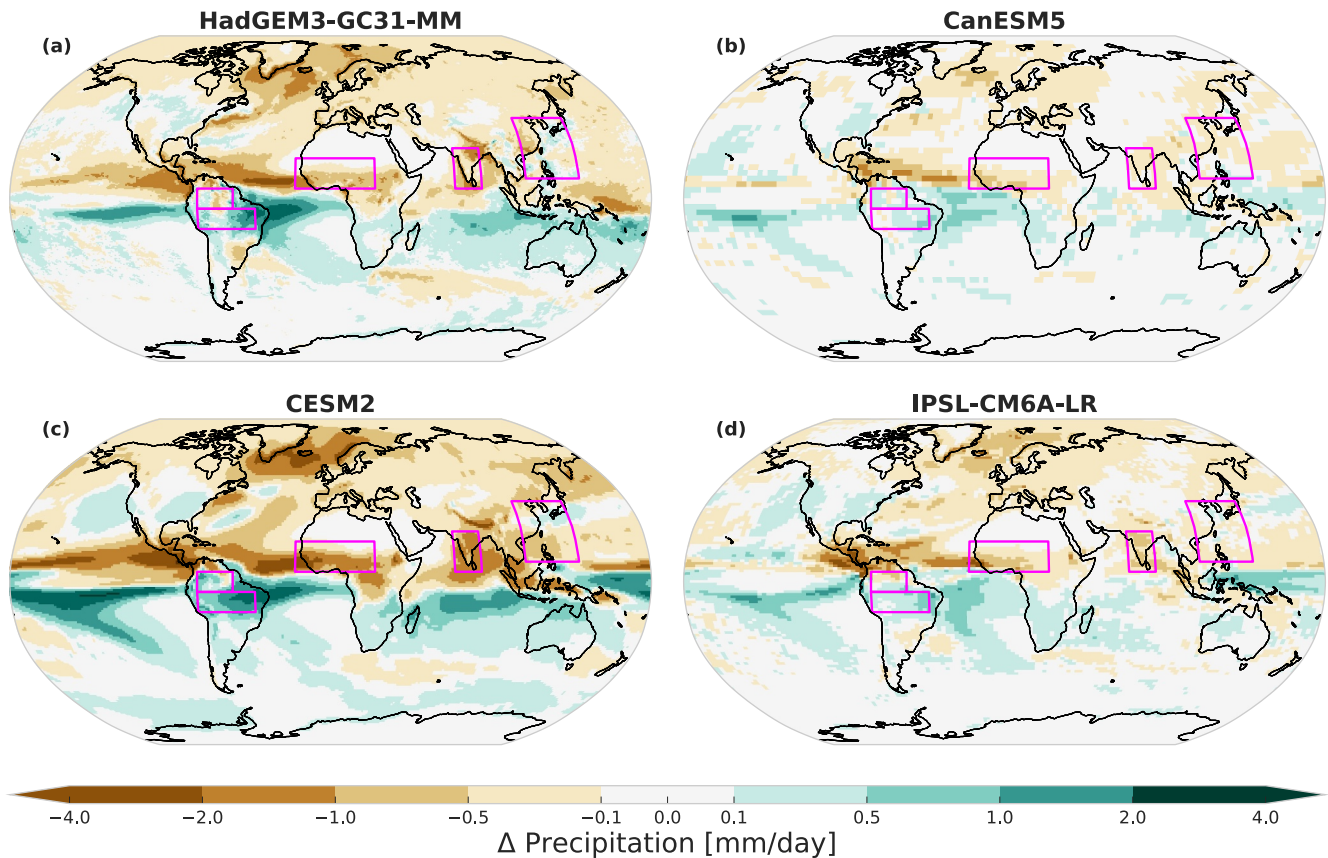 HadGEM3-GC31-MM
CanESM5
(a)
(b)
CESM2
IPSL-CM6A-LR
(c)
(d)
−4.0 −2.0 −1.0 −0.5 −0.1 0.0 0.1 0.5 1.0 2.0 4.0
Δ Precipitation [mm/day]